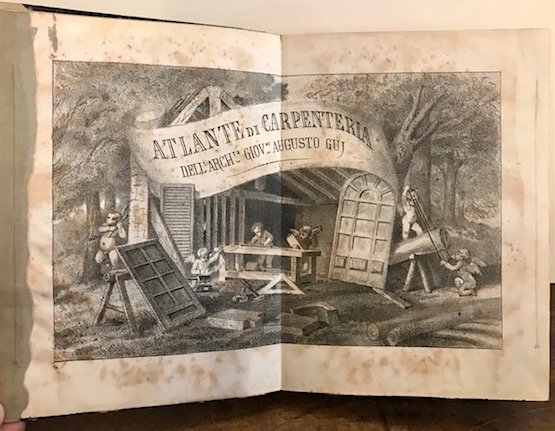 ATLANTE DI CARPENTERIA
DELL'ARCH.TO GIOV.NI AUGUSTO GUJ